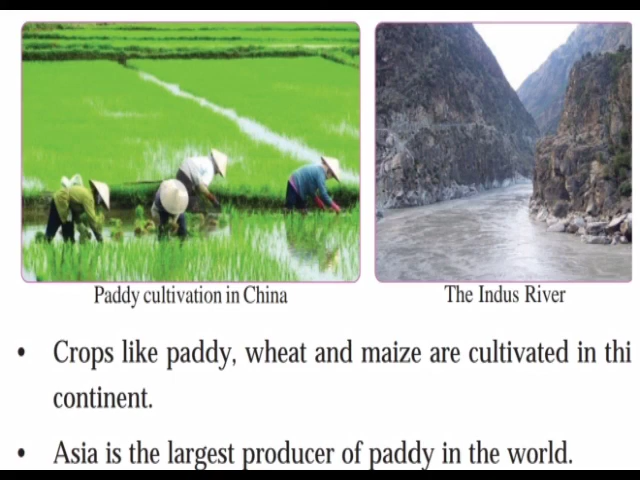 Paddy cultivation in China
The Indus River
• Crops like paddy, wheat and maize are cultivated in thi
continent.
• Asia is the largest producer of paddy in the world.